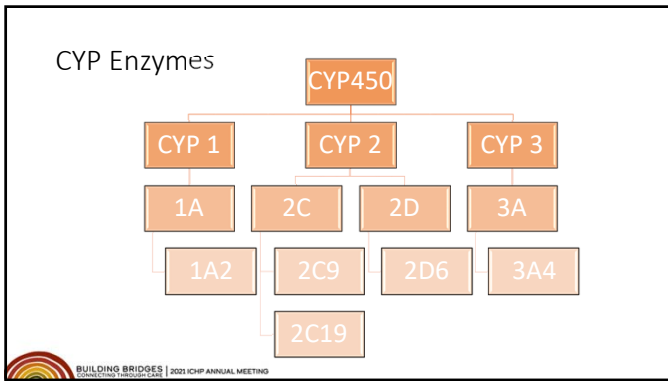 CYP Enzymes
CYP450
CYP 1
CYP 2
CYP 3
1A
2C
2D
3A
1A2
2C9
2D6
3A4
2C19
BUILDING BRIDGES | 2021 ICHP ANNUAL MEETING
CONNECTING THROUGH CARE